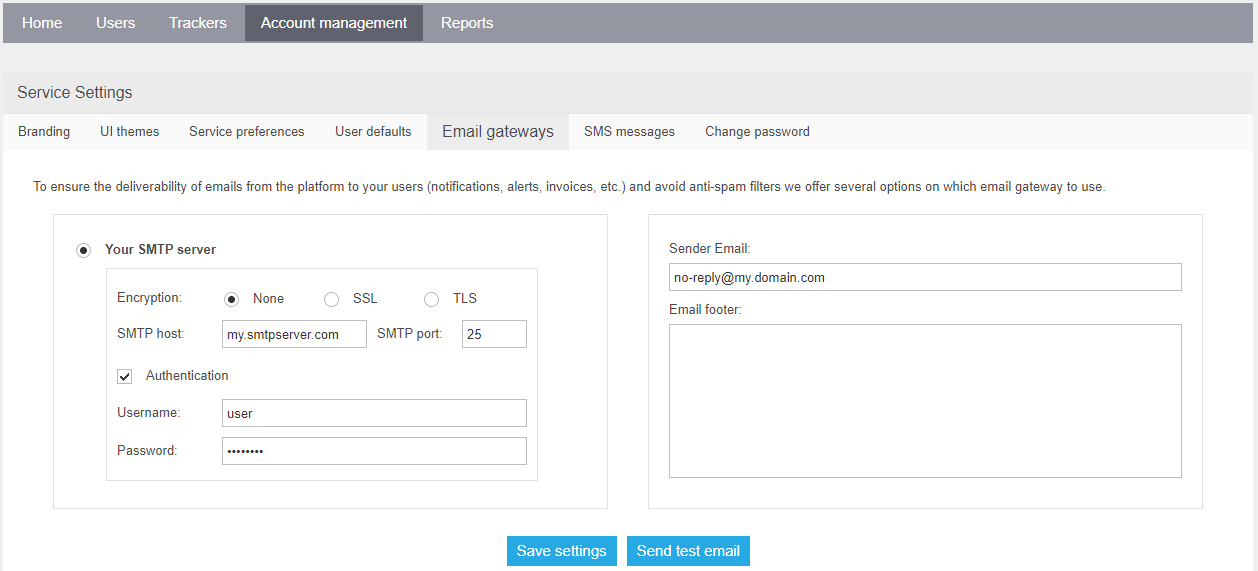 Home Users Trackers Account management Reports
Service Settings
Branding UI themes Service preferences User defaults Email gateways SMS messages Change password
To ensure the deliverability of emails from the platform to your users (notifications, alerts, invoices, etc.) and avoid anti-spam filters we offer several options on which email gateway to use.
Your SMTP server
Encryption: None SSL TLS
SMTP host: my.smtpserver.com SMTP port: 25
Authentication
Username: user
Password: ••••••••
Sender Email:
no-reply@my.domain.com
Email footer:
Save settings Send test email